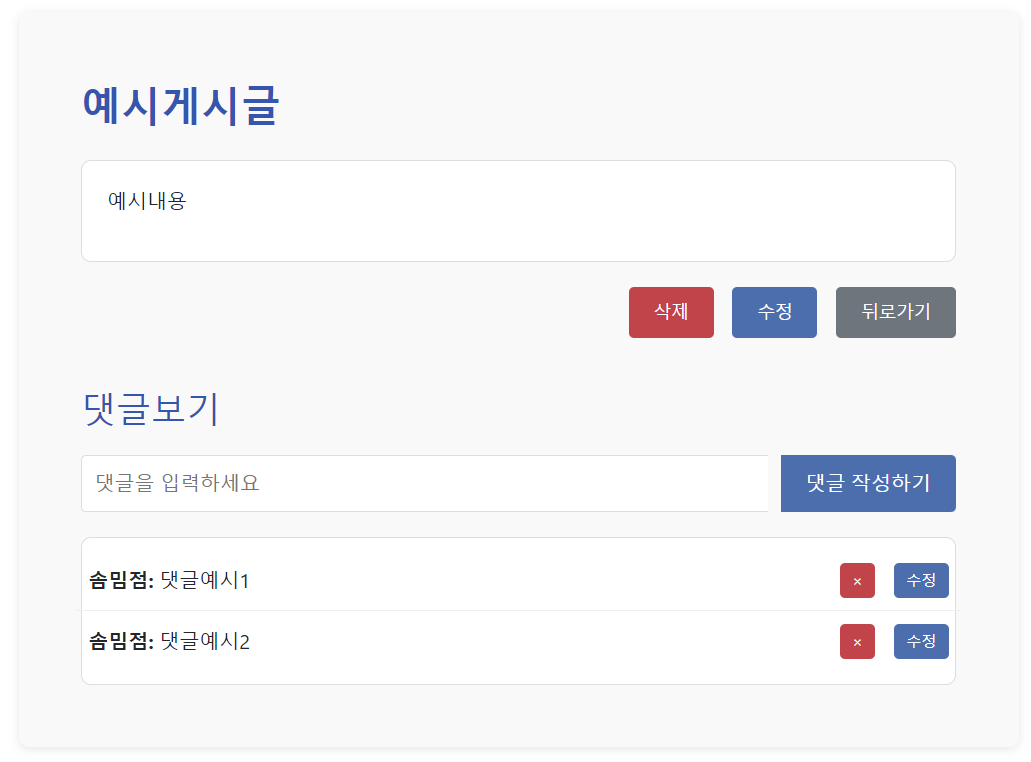 예시게시글
예시내용
삭제 수정 뒤로가기
댓글보기
댓글을 입력하세요 댓글 작성하기
솜밈점: 댓글예시1 × 수정
솜밈점: 댓글예시2 × 수정